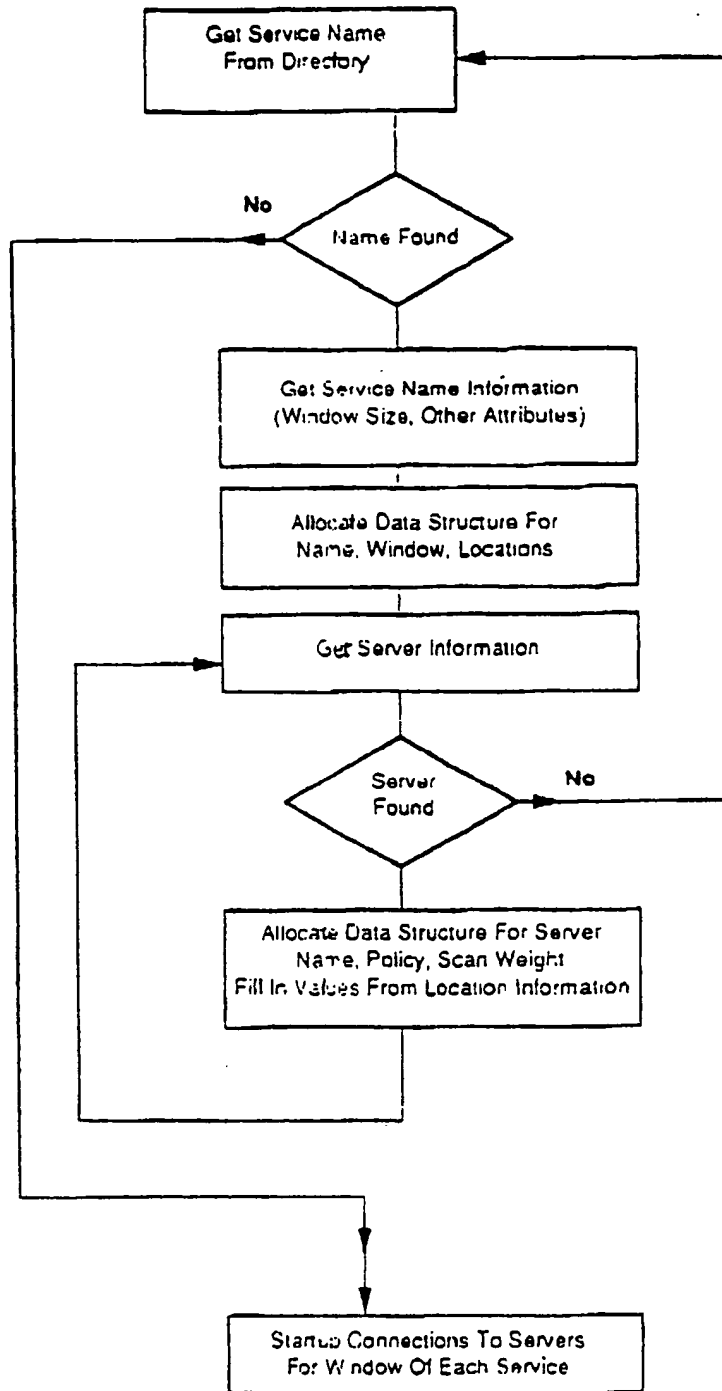 Get Service Name
From Directory
No
Name Found
Get Service Name Information
(Window Size, Other Attributes)
Allocate Data Structure For
Name, Window, Locations
Get Server Information
Server
Found
No
Allocate Data Structure For Server
Name, Policy, Scan Weight
Fill In Values From Location Information
Startup Connections To Servers
For Window Of Each Service